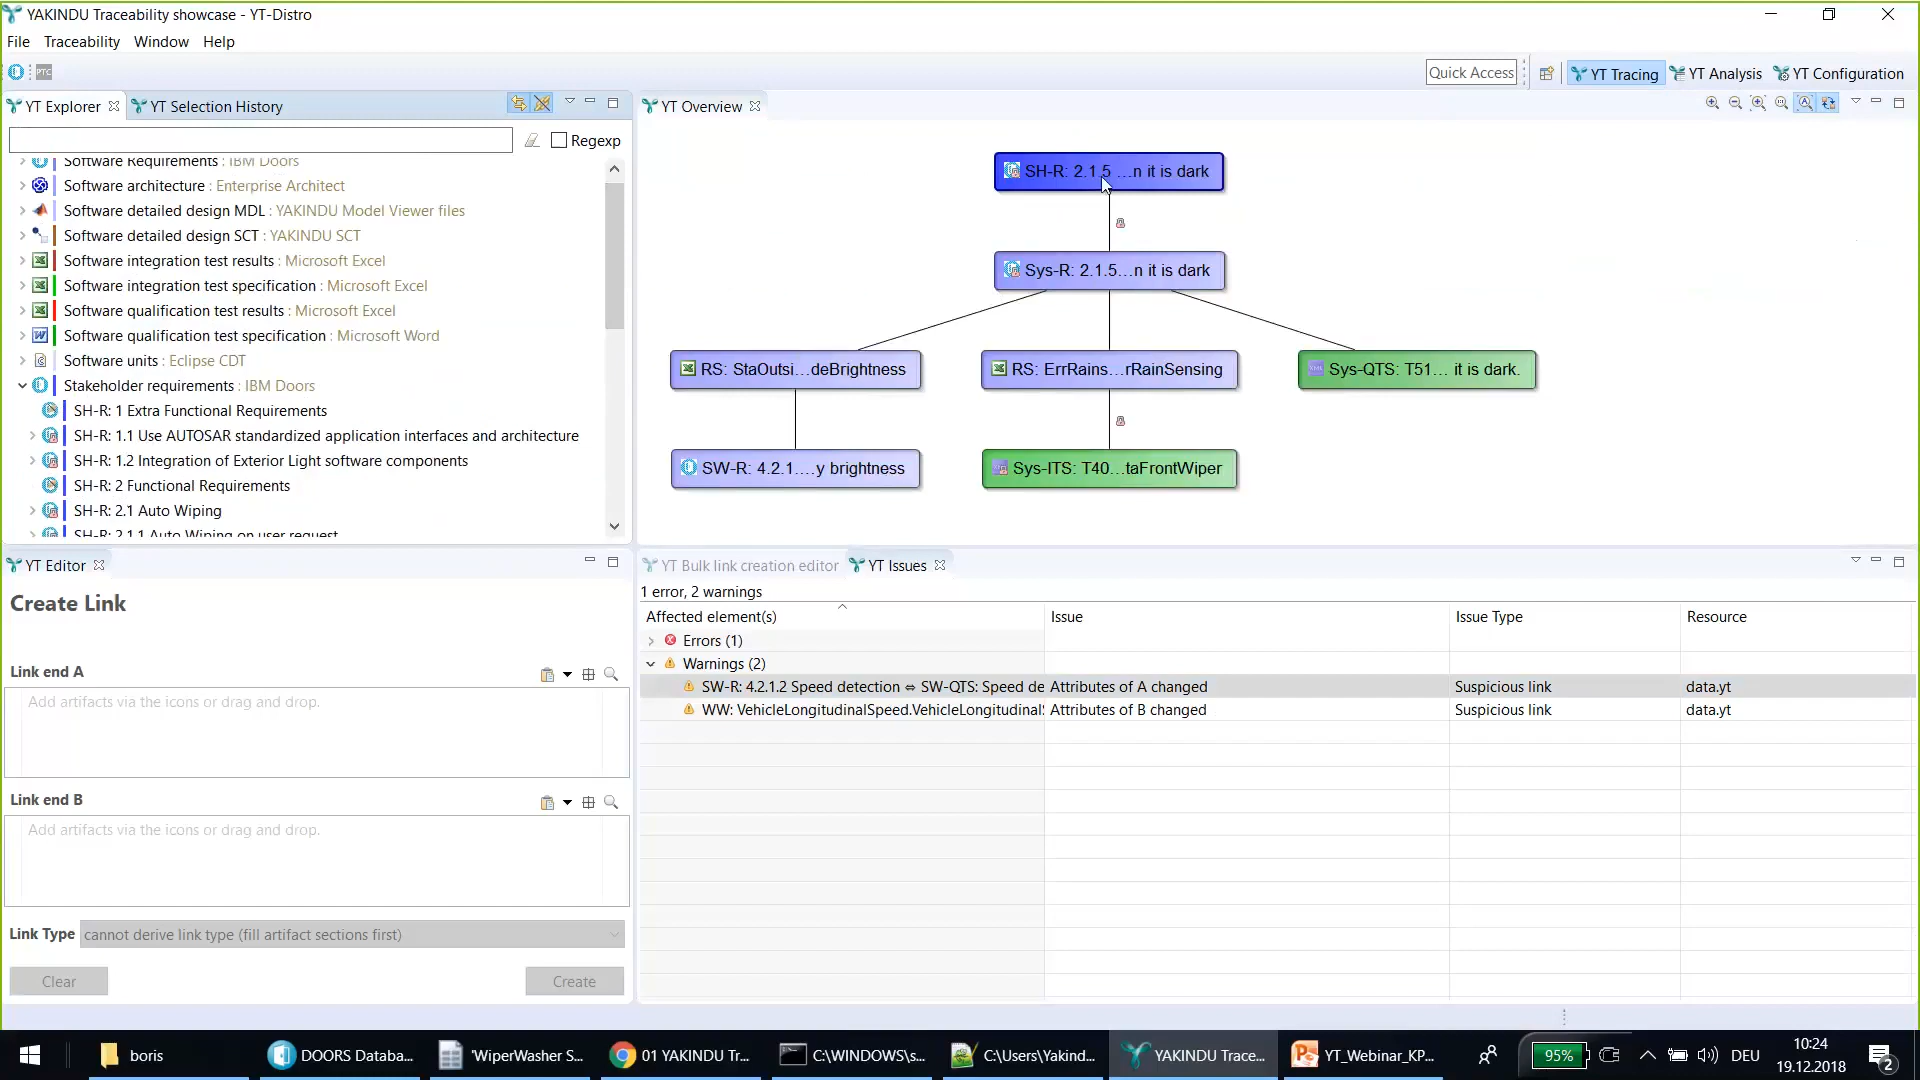 YAKINDU Traceability showcase - YT-Distro
File Traceability Window Help
PTC
Quick Access
YT Tracing YT Analysis YT Configuration
YT Explorer YT Selection History
Regexp
Software Requirements : IBM Doors
Software architecture : Enterprise Architect
Software detailed design MDL : YAKINDU Model Viewer files
Software detailed design SCT : YAKINDU SCT
Software integration test results : Microsoft Excel
Software integration test specification : Microsoft Excel
Software qualification test results : Microsoft Excel
Software qualification test specification : Microsoft Word
Software units : Eclipse CDT
Stakeholder requirements : IBM Doors
SH-R: 1 Extra Functional Requirements
SH-R: 1.1 Use AUTOSAR standardized application interfaces and architecture
SH-R: 1.2 Integration of Exterior Light software components
SH-R: 2 Functional Requirements
SH-R: 2.1 Auto Wiping
SH-R: 2.1.1 Auto Wiping on user request
YT Overview
SH-R: 2.1.5 ...n it is dark
Sys-R: 2.1.5...n it is dark
RS: StaOutsi...deBrightness
RS: ErrRains...rRainSensing
Sys-QTS: T51... it is dark.
SW-R: 4.2.1....y brightness
Sys-ITS: T40...taFrontWiper
YT Editor
Create Link
Link end A
Add artifacts via the icons or drag and drop.
Link end B
Add artifacts via the icons or drag and drop.
Link Type cannot derive link type (fill artifact sections first)
Clear Create
YT Bulk link creation editor YT Issues
1 error, 2 warnings
Affected element(s) Issue Issue Type Resource
Errors (1)
Warnings (2)
SW-R: 4.2.1.2 Speed detection ⇔ SW-QTS: Speed de Attributes of A changed Suspicious link data.yt
WW: VehicleLongitudinalSpeed.VehicleLongitudinal Attributes of B changed Suspicious link data.yt
boris
DOORS Databa...
'WiperWasher S...
01 YAKINDU Tr...
C:\WINDOWS\s...
C:\Users\Yakind...
YAKINDU Trace...
YT_Webinar_KP...
95%
DEU
10:24
19.12.2018
2